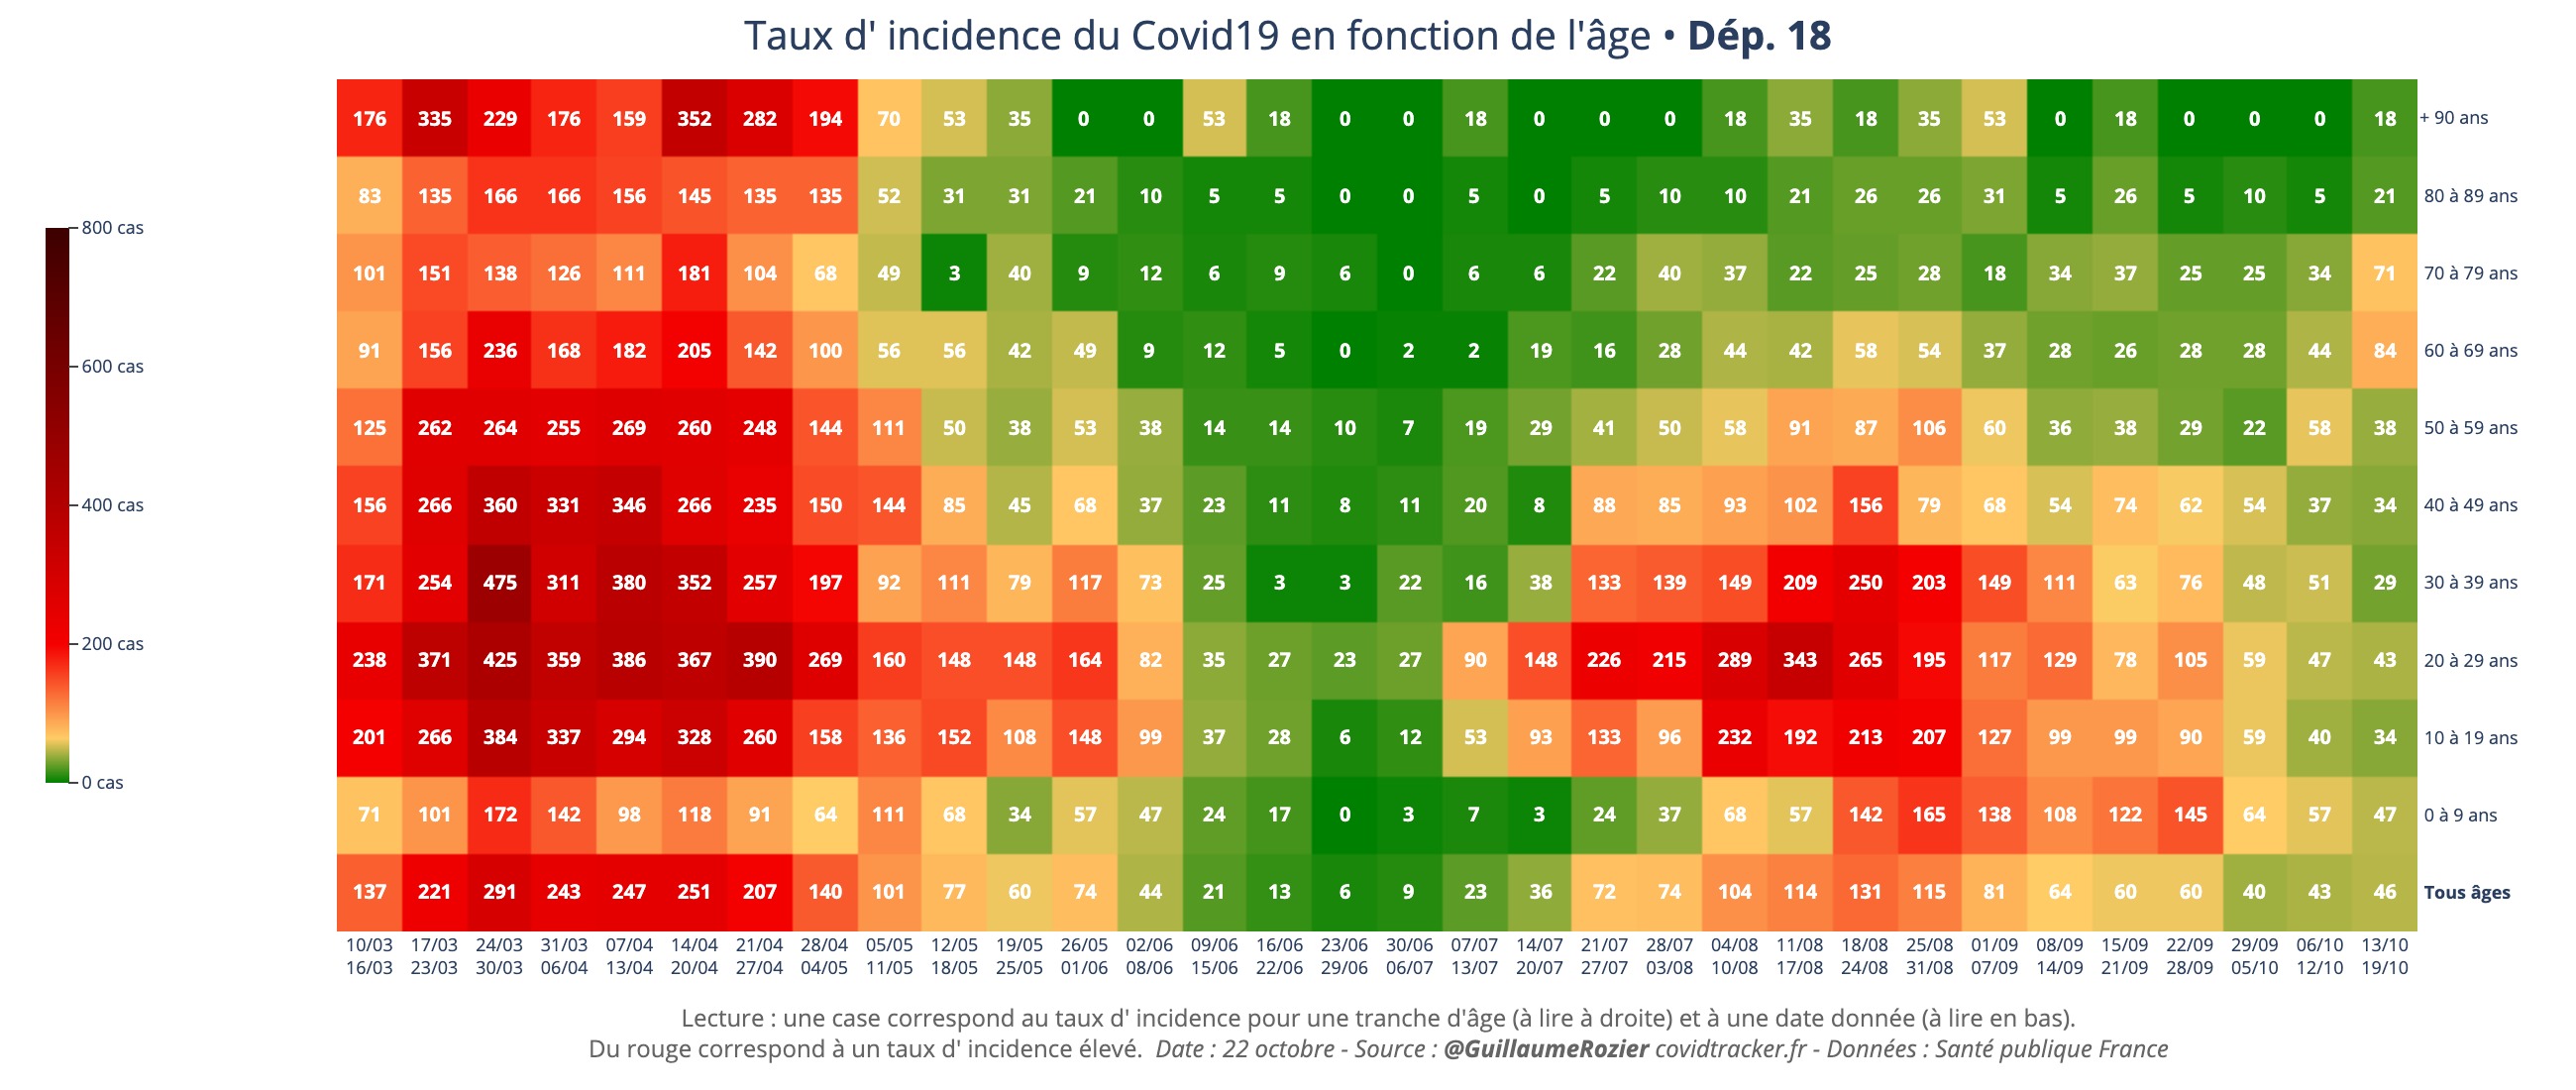 Taux d' incidence du Covid19 en fonction de l'âge • Dép. 18
800 cas
600 cas
400 cas
200 cas
0 cas
176 335 229 176 159 352 282 194 70 53 35 0 0 53 18 0 0 18 0 0 0 18 35 18 35 53 0 18 0 0 0 18 + 90 ans
83 135 166 166 156 145 135 135 52 31 31 21 10 5 5 0 0 5 0 5 10 10 21 26 26 31 5 26 5 10 5 21 80 à 89 ans
101 151 138 126 111 181 104 68 49 3 40 9 12 6 9 6 0 6 6 22 40 37 22 25 28 18 34 37 25 25 34 71 70 à 79 ans
91 156 236 168 182 205 142 100 56 56 42 49 9 12 5 0 2 2 19 16 28 44 42 58 54 37 28 26 28 28 44 84 60 à 69 ans
125 262 264 255 269 260 248 144 111 50 38 53 38 14 14 10 7 19 29 41 50 58 91 87 106 60 36 38 29 22 58 38 50 à 59 ans
156 266 360 331 346 266 235 150 144 85 45 68 37 23 11 8 11 20 8 88 85 93 102 156 79 68 54 74 62 54 37 34 40 à 49 ans
171 254 475 311 380 352 257 197 92 111 79 117 73 25 3 3 22 16 38 133 139 149 209 250 203 149 111 63 76 48 51 29 30 à 39 ans
238 371 425 359 386 367 390 269 160 148 148 164 82 35 27 23 27 90 148 226 215 289 343 265 195 117 129 78 105 59 47 43 20 à 29 ans
201 266 384 337 294 328 260 158 136 152 108 148 99 37 28 6 12 53 93 133 96 232 192 213 207 127 99 99 90 59 40 34 10 à 19 ans
71 101 172 142 98 118 91 64 111 68 34 57 47 24 17 0 3 7 3 24 37 68 57 142 165 138 108 122 145 64 57 47 0 à 9 ans
137 221 291 243 247 251 207 140 101 77 60 74 44 21 13 6 9 23 36 72 74 104 114 131 115 81 64 60 60 40 43 46 Tous âges
10/03 17/03 24/03 31/03 07/04 14/04 21/04 28/04 05/05 12/05 19/05 26/05 02/06 09/06 16/06 23/06 30/06 07/07 14/07 21/07 28/07 04/08 11/08 18/08 25/08 01/09 08/09 15/09 22/09 29/09 06/10 13/10
16/03 23/03 30/03 06/04 13/04 20/04 27/04 04/05 11/05 18/05 25/05 01/06 08/06 15/06 22/06 29/06 06/07 13/07 20/07 27/07 03/08 10/08 17/08 24/08 31/08 07/09 14/09 21/09 28/09 05/10 12/10 19/10
Lecture : une case correspond au taux d' incidence pour une tranche d'âge (à lire à droite) et à une date donnée (à lire en bas).
Du rouge correspond à un taux d' incidence élevé. Date : 22 octobre - Source : @GuillaumeRozier covidtracker.fr - Données : Santé publique France